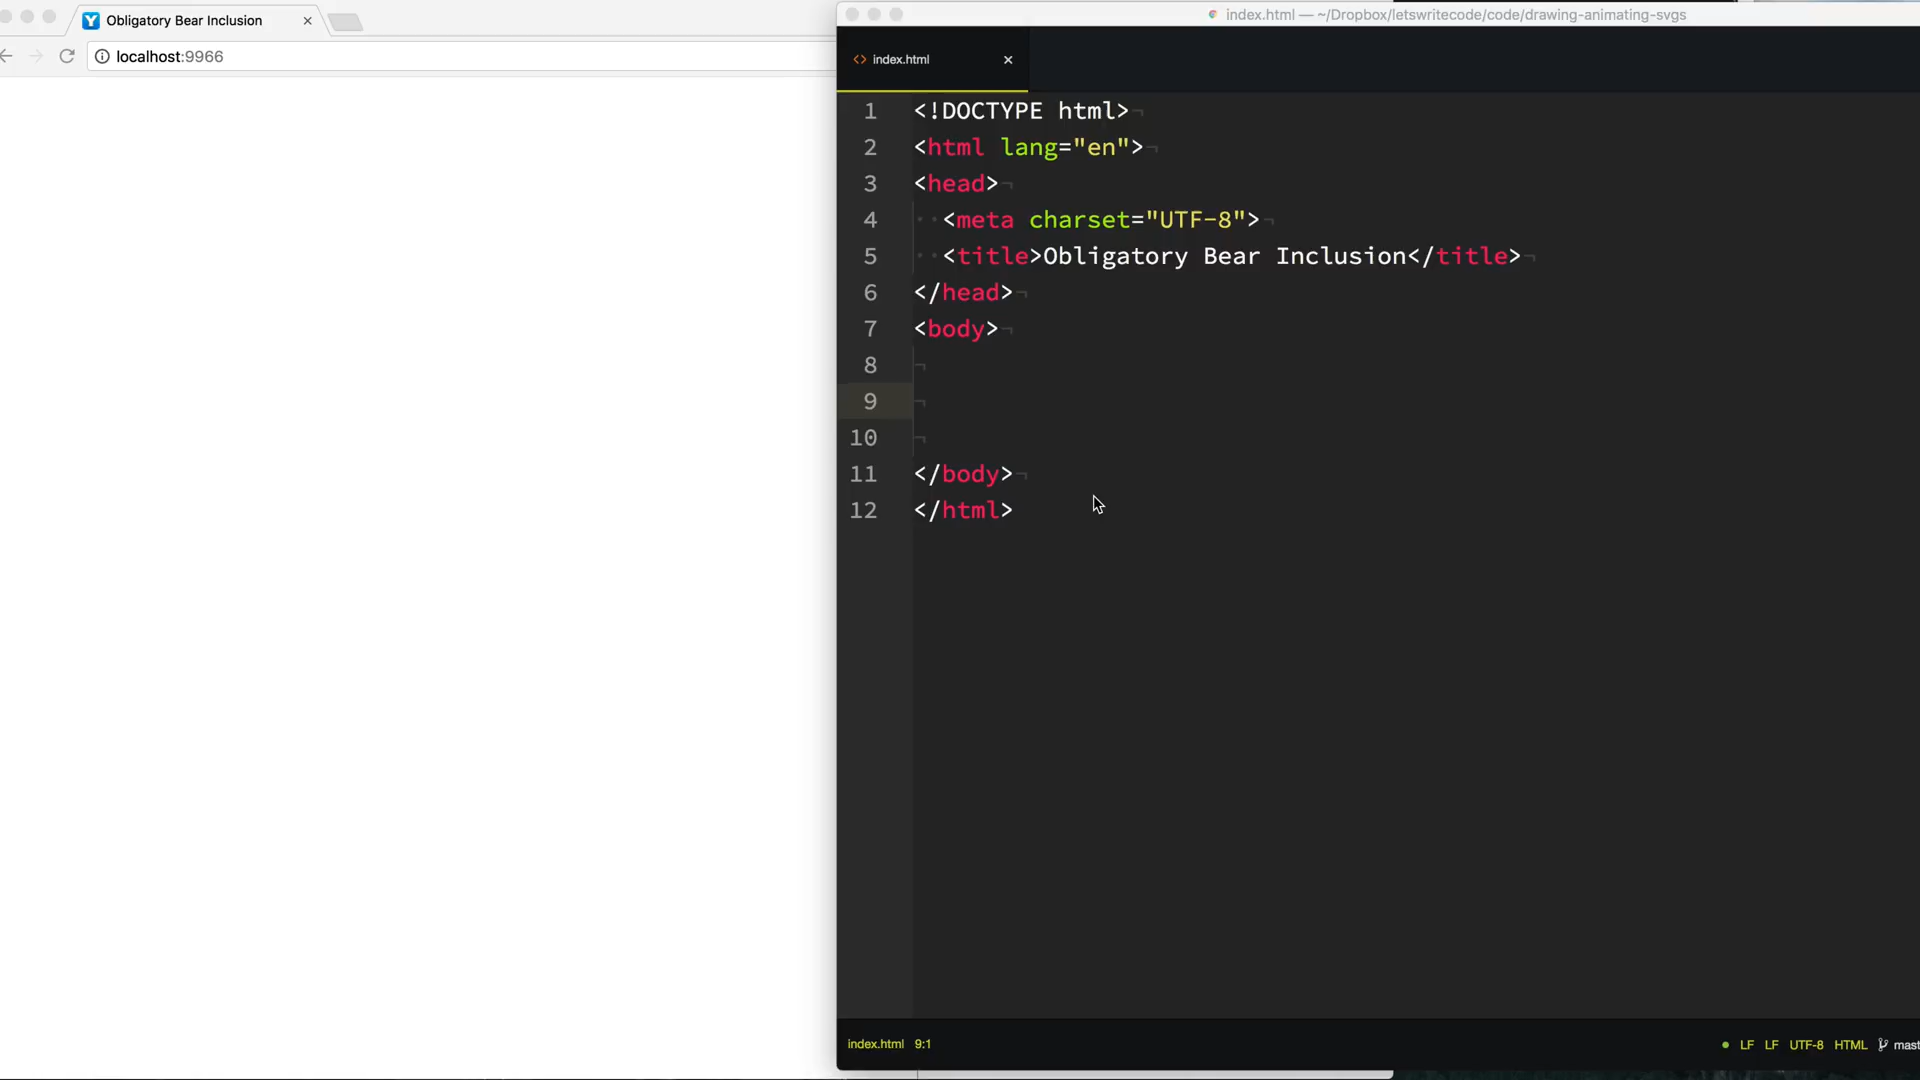 Obligatory Bear Inclusion
localhost:9966
index.html — ~/Dropbox/letswritecode/code/drawing-animating-svgs
index.html
1 <!DOCTYPE html>¬
2 <html lang="en">¬
3 <head>¬
4 ··<meta charset="UTF-8">¬
5 ··<title>Obligatory Bear Inclusion</title>¬
6 </head>¬
7 <body>¬
8 ¬
9 ¬
10 ¬
11 </body>¬
12 </html>
index.html 9:1
LF LF UTF-8 HTML mast